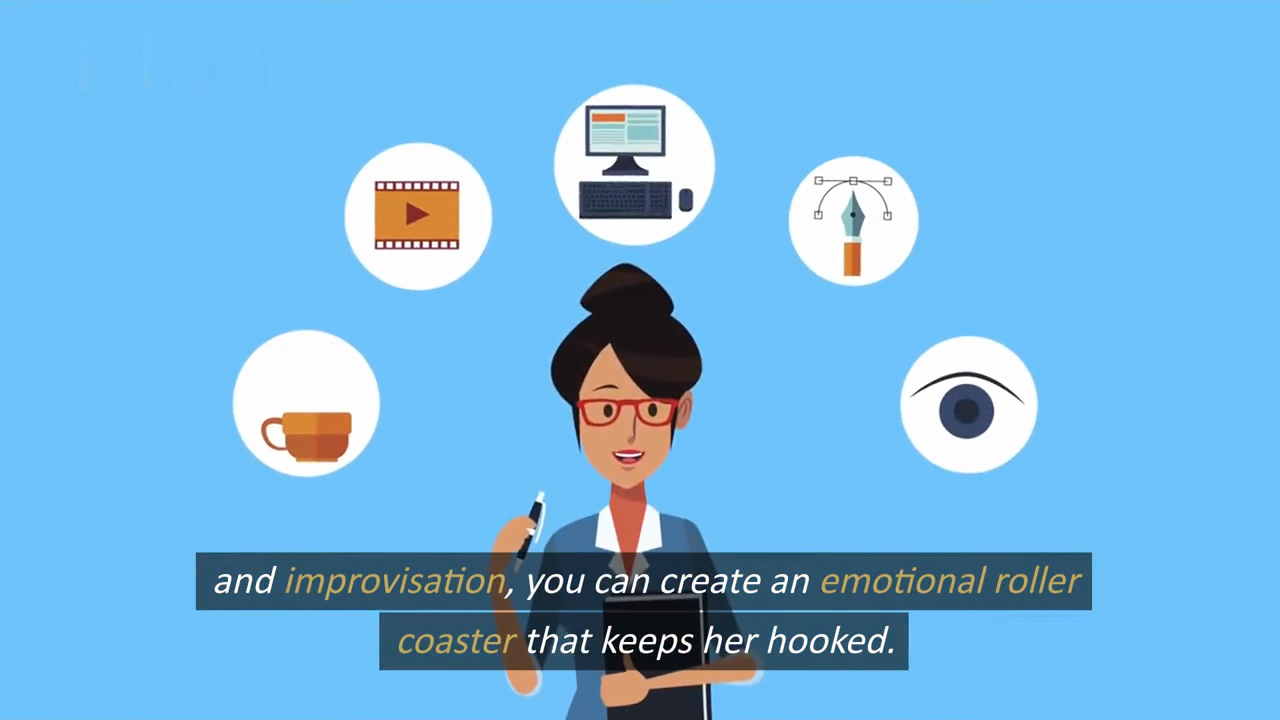 and improvisation, you can create an emotional roller
coaster that keeps her hooked.